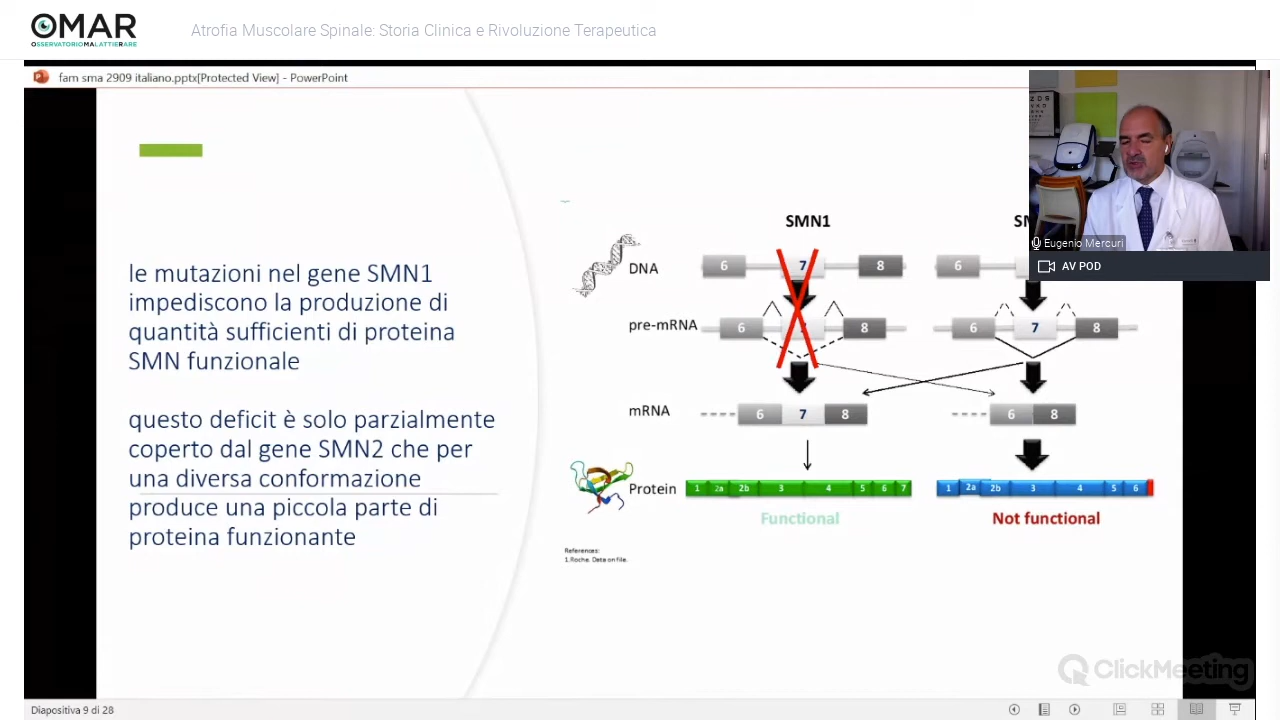 OMAR
OSSERVATORIOMALATTIERARE
Atrofia Muscolare Spinale: Storia Clinica e Rivoluzione Terapeutica
fam sma 2909 italiano.pptx[Protected View] - PowerPoint
le mutazioni nel gene SMN1
impediscono la produzione di
quantità sufficienti di proteina
SMN funzionale
questo deficit è solo parzialmente
coperto dal gene SMN2 che per
una diversa conformazione
produce una piccola parte di
proteina funzionante
SMN1
DNA
6 7 8 6
pre-mRNA
6 8 6 7 8
mRNA
6 7 8 6 8
Protein
1 2a 2b 3 4 5 6 7
1 2a 2b 3 4 5 6
Functional
Not functional
References:
1.Roche. Data on file.
Eugenio Mercuri
AV POD
ClickMeeting
Diapositiva 9 di 28